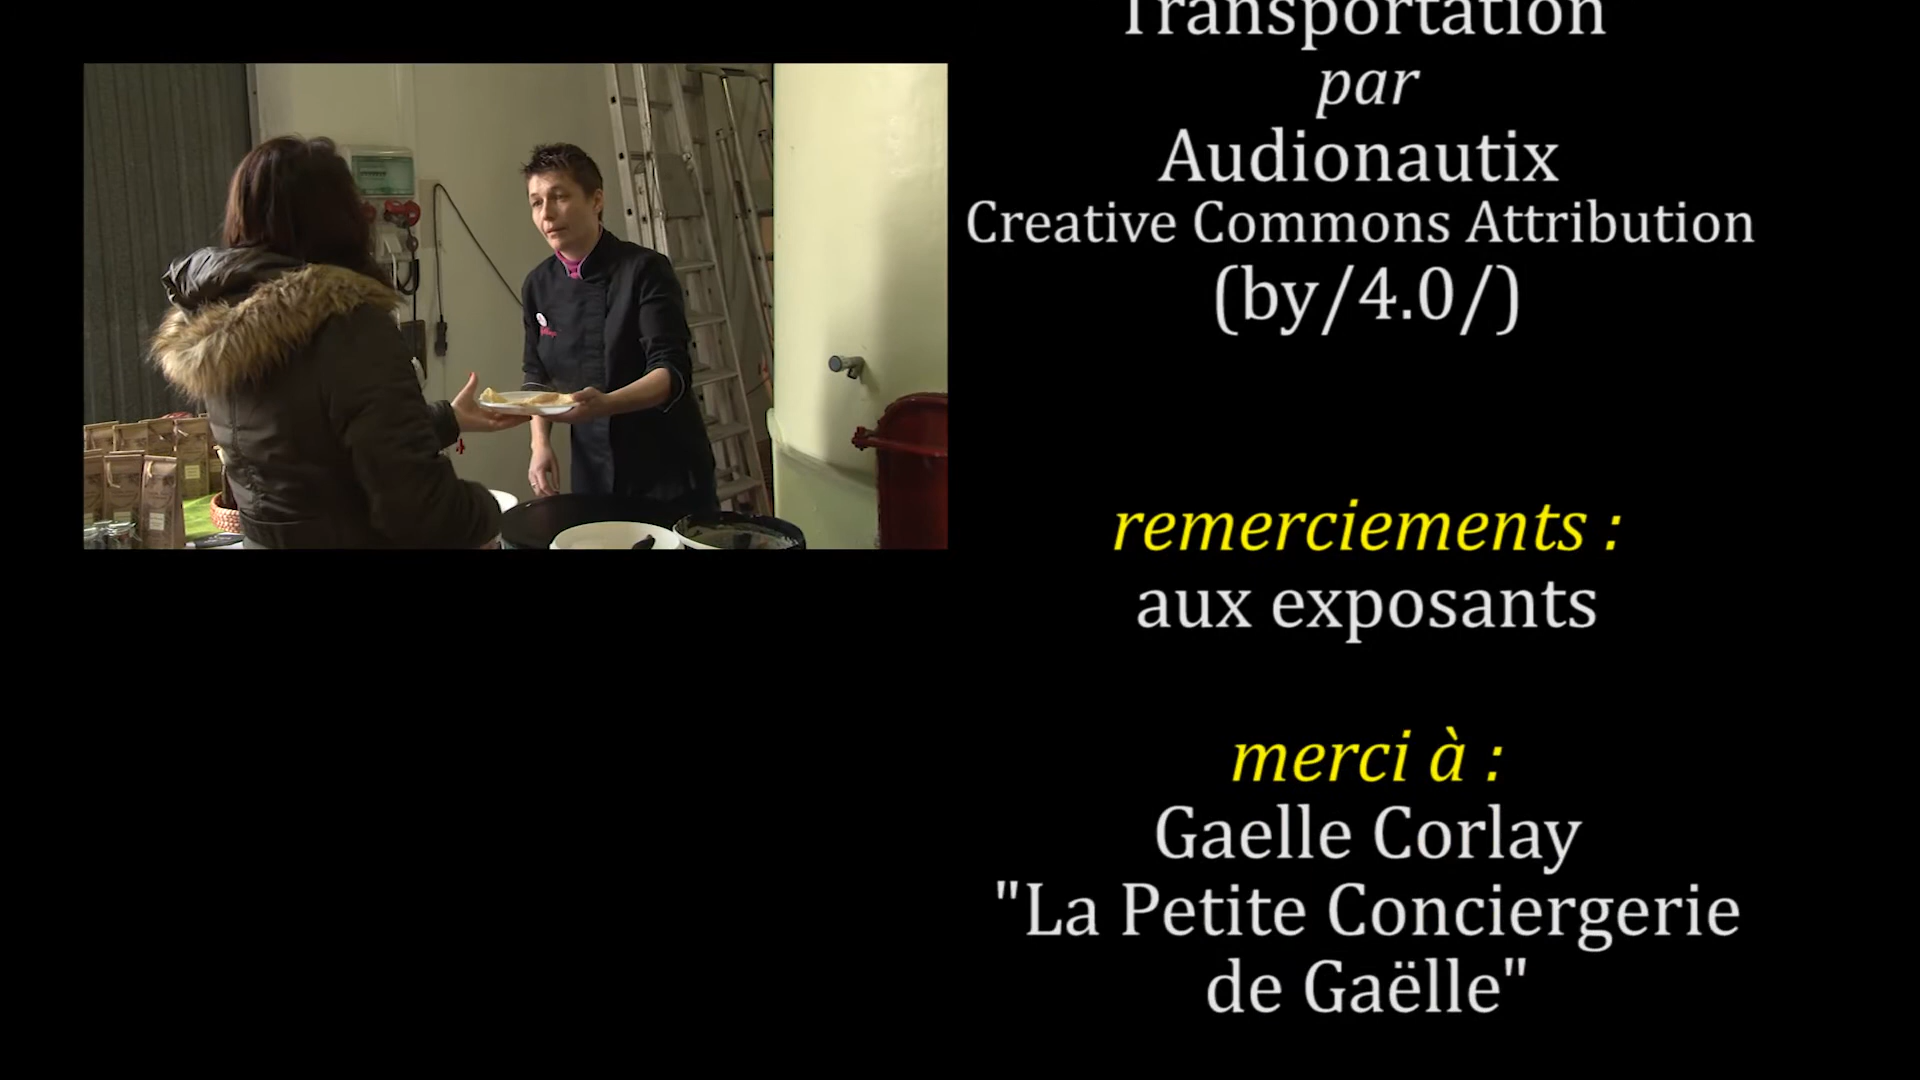 Transportation
par
Audionautix
Creative Commons Attribution
(by/4.0/)
remerciements :
aux exposants
merci à :
Gaelle Corlay
"La Petite Conciergerie
de Gaëlle"